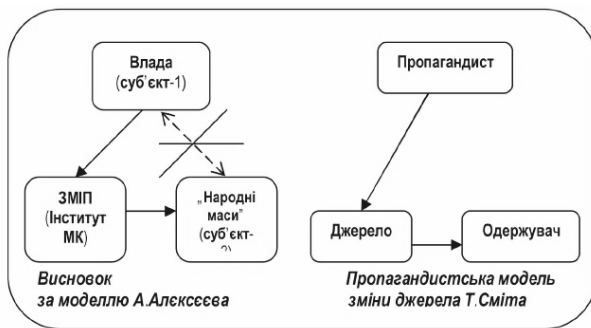 Влада
(суб'єкт-1)
Пропагандист
ЗМІП
(Інститут
МК)
„Народні
маси”
(суб'єкт-
2)
Джерело
Одержувач
Висновок
за моделлю А.Алєксєєва
Пропагандистська модель
зміни джерела Т.Сміта